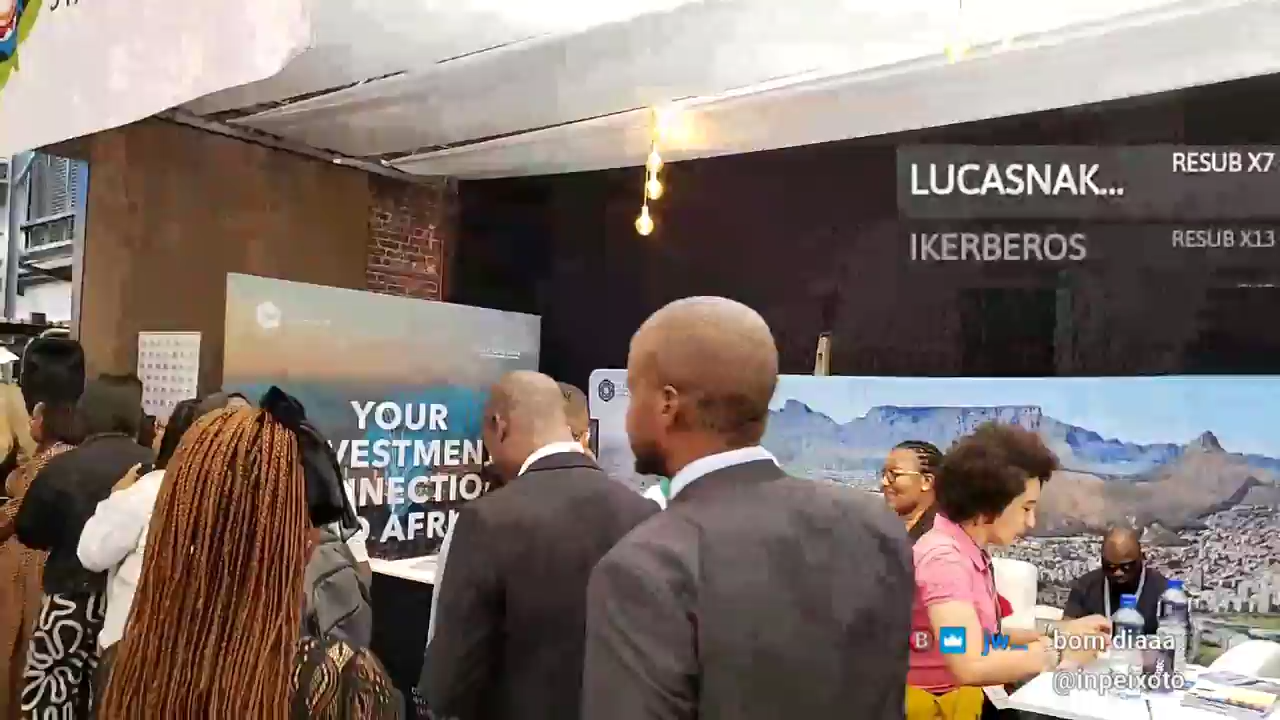 LUCASNAK...
RESUB X7
IKERBEROS
RESUB X13
YOUR
VESTMEN
NNECTIO
AFRI
B jw_ bom diaaa
@inpeixoto